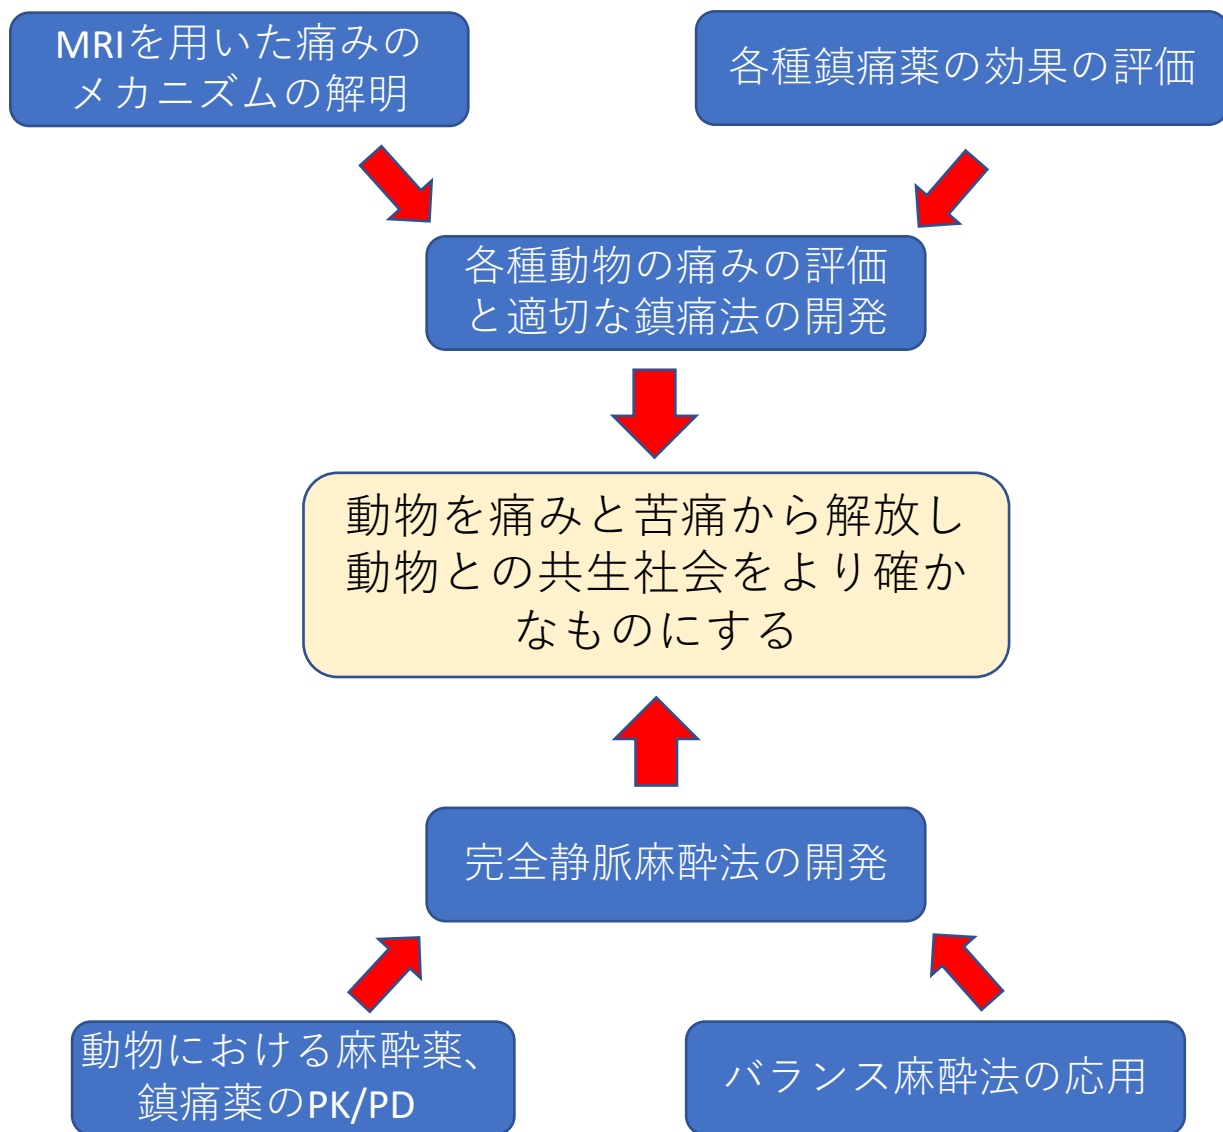 MRIを用いた痛みの
メカニズムの解明
各種鎮痛薬の効果の評価
各種動物の痛みの評価
と適切な鎮痛法の開発
動物を痛みと苦痛から解放し
動物との共生社会をより確か
なものにする
完全静脈麻酔法の開発
動物における麻酔薬、
鎮痛薬のPK/PD
バランス麻酔法の応用